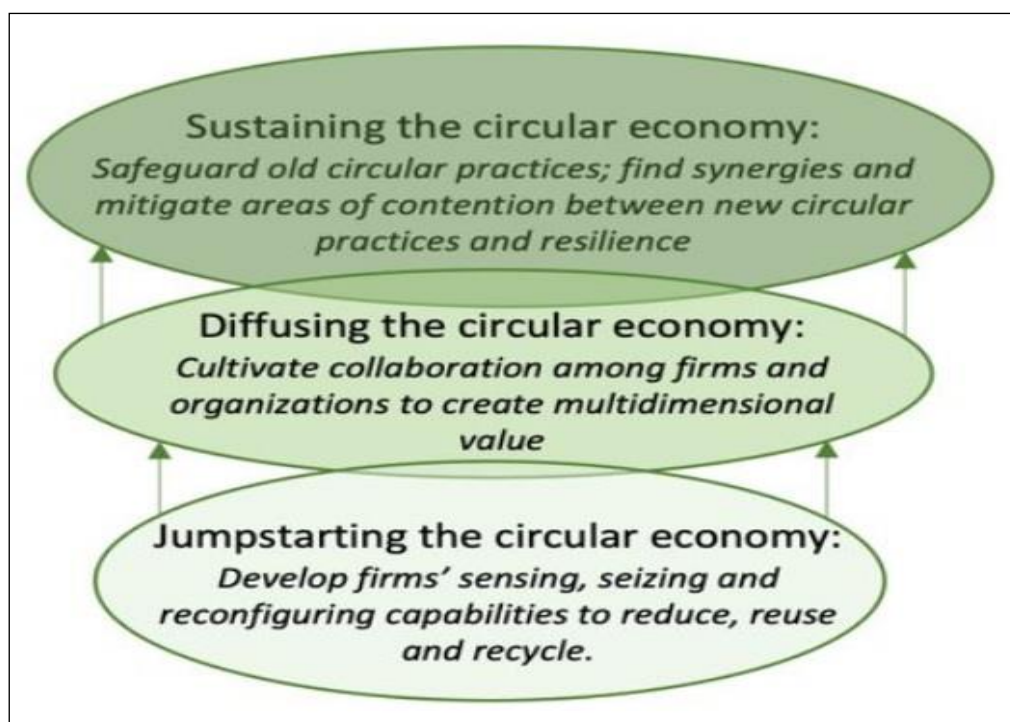 Sustaining the circular economy:
Safeguard old circular practices; find synergies and
mitigate areas of contention between new circular
practices and resilience
Diffusing the circular economy:
Cultivate collaboration among firms and
organizations to create multidimensional
value
Jumpstarting the circular economy:
Develop firms’ sensing, seizing and
reconfiguring capabilities to reduce, reuse
and recycle.